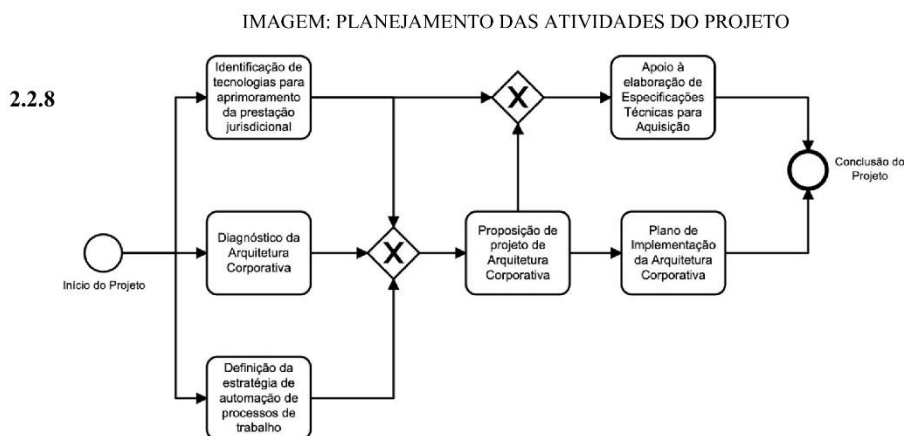 IMAGEM: PLANEJAMENTO DAS ATIVIDADES DO PROJETO
2.2.8
Identificação de
tecnologias para
aprimoramento
da prestação
jurisdicional
X
Apoio à
elaboração de
Especificações
Técnicas para
Aquisição
Conclusão do
Projeto
Início do Projeto
Diagnóstico da
Arquitetura
Corporativa
X
Proposição de
projeto de
Arquitetura
Corporativa
Plano de
Implementação
da Arquitetura
Corporativa
Definição da
estratégia de
automação de
processos de
trabalho